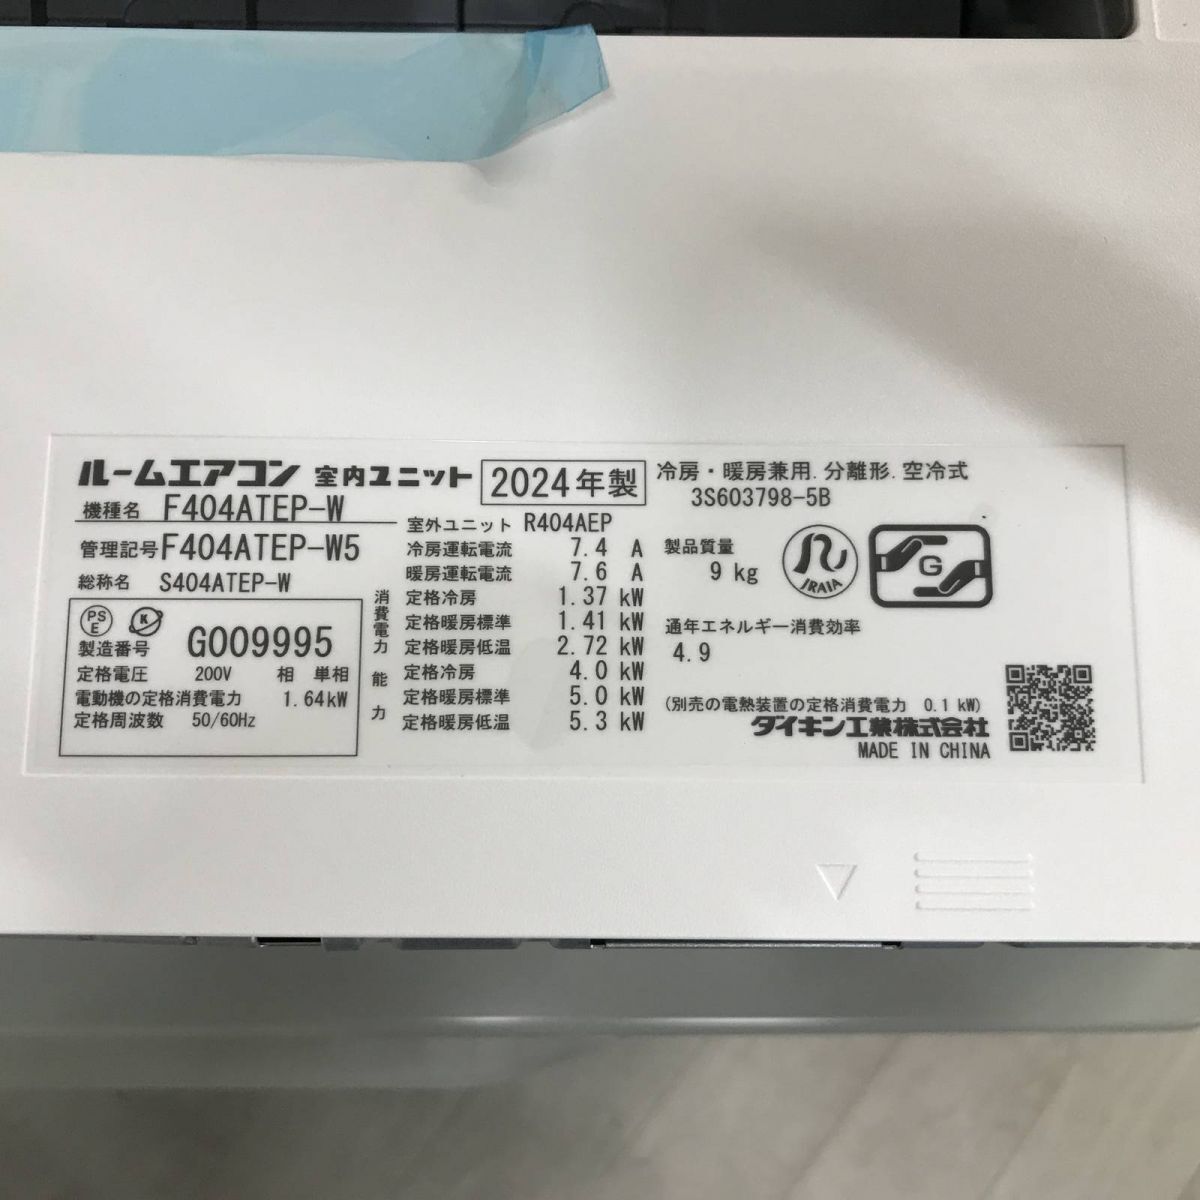 ルームエアコン 室内ユニット 2024年製 冷房・暖房兼用.分離形.空冷式
3S603798-5B
機種名 F404ATEP-W
管理記号 F404ATEP-W5
総称名 S404ATEP-W
PS
E
K
製造番号 G009995
定格電圧 200V 相 単相
電動機の定格消費電力 1.64kW
定格周波数 50/60Hz
室外ユニット R404AEP
冷房運転電流 7.4 A
暖房運転電流 7.6 A
消費電力
定格冷房 1.37 kW
定格暖房標準 1.41 kW
定格暖房低温 2.72 kW
能力
定格冷房 4.0 kW
定格暖房標準 5.0 kW
定格暖房低温 5.3 kW
製品質量
9 kg
JRAIA
G
通年エネルギー消費効率
4.9
(別売の電熱装置の定格消費電力 0.1 kW)
ダイキン工業株式会社
MADE IN CHINA